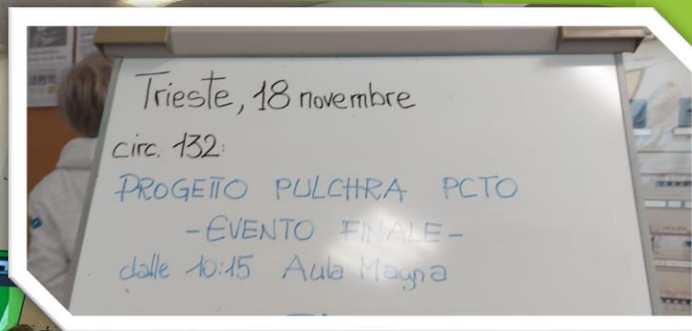 Trieste, 18 novembre
circ. 132:
PROGETTO PULCHRA PCTO
- EVENTO FINALE -
dalle 10:15 Aula Magna